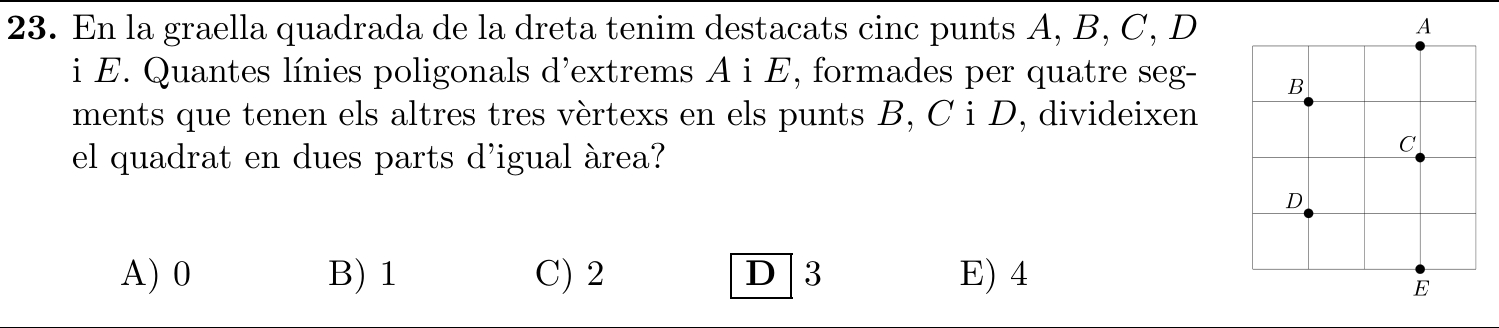 23. En la graella quadrada de la dreta tenim destacats cinc punts A, B, C, D
i E. Quantes línies poligonals d'extrems A i E, formades per quatre seg-
ments que tenen els altres tres vèrtexs en els punts B, C i D, divideixen
el quadrat en dues parts d'igual àrea?
A) 0 B) 1 C) 2 D 3 E) 4
A
B
C
D
E